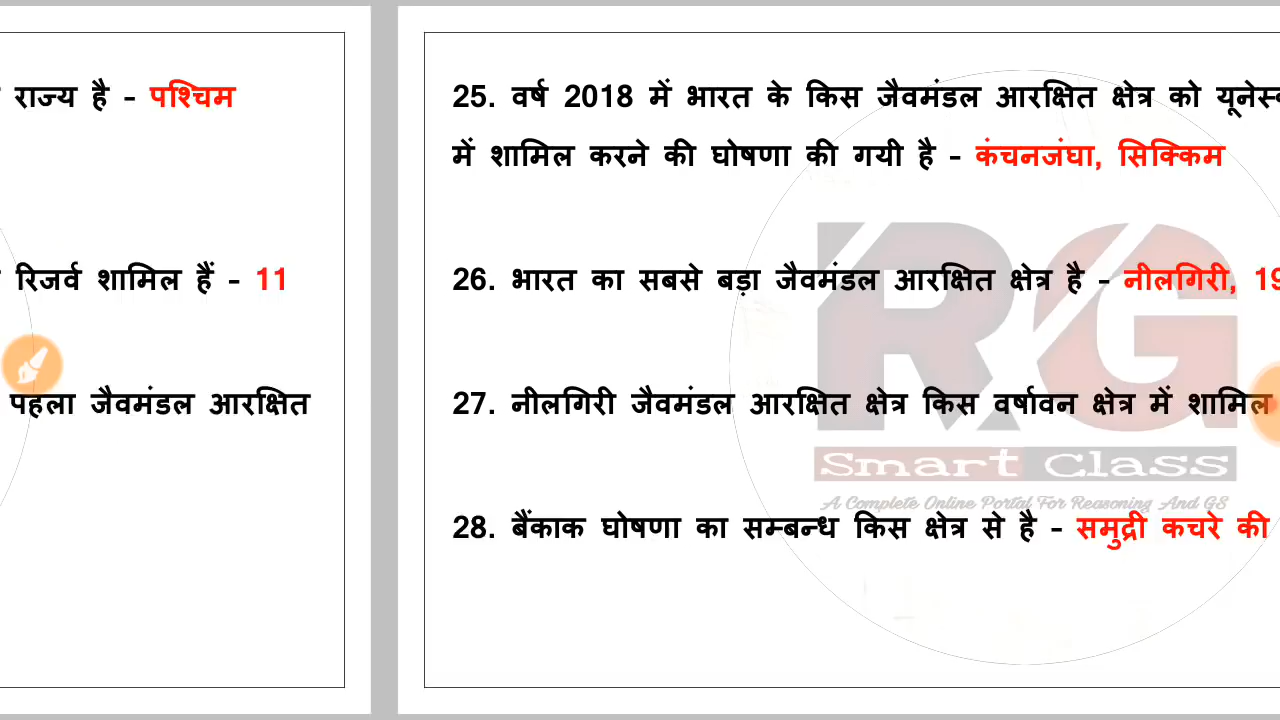 राज्य है - पश्चिम
रिजर्व शामिल हैं - 11
पहला जैवमंडल आरक्षित
25. वर्ष 2018 में भारत के किस जैवमंडल आरक्षित क्षेत्र को
में शामिल करने की घोषणा की गयी है - कंचनजंघा, सिक्किम
26. भारत का सबसे बड़ा जैवमंडल आरक्षित क्षेत्र है - नीलगिरी,
27. नीलगिरी जैवमंडल आरक्षित क्षेत्र किस वर्षावन क्षेत्र में शामिल
28. बैंकाक घोषणा का सम्बन्ध किस क्षेत्र से है - समुद्री कचरे की
RG
Smart Class
A Complete Online Portal For Reasoning And GS